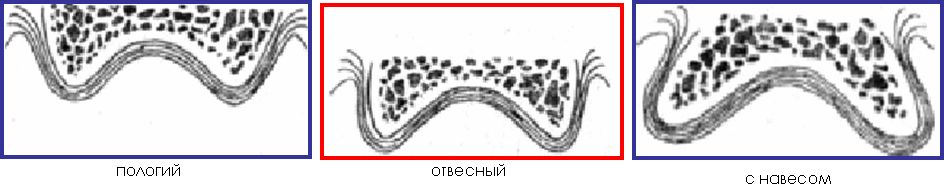 пологий
отвесный
с навесом